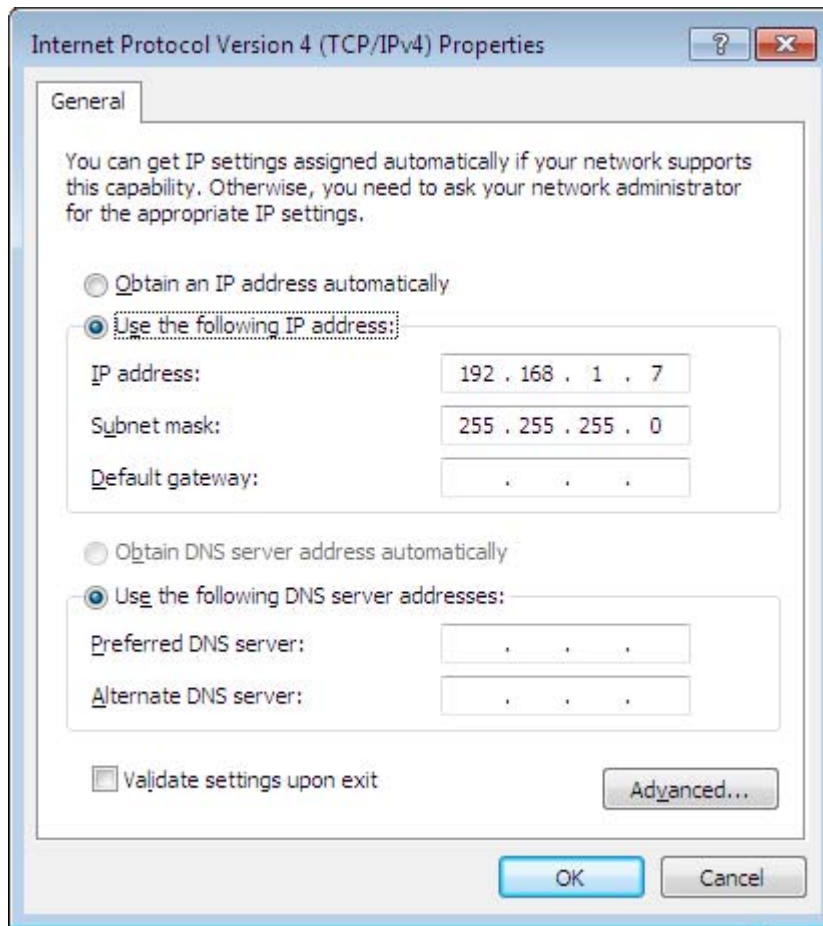 Internet Protocol Version 4 (TCP/IPv4) Properties
?
General
You can get IP settings assigned automatically if your network supports
this capability. Otherwise, you need to ask your network administrator
for the appropriate IP settings.
Obtain an IP address automatically
Use the following IP address:
IP address: 192 . 168 . 1 . 7
Subnet mask: 255 . 255 . 255 . 0
Default gateway: . . .
Obtain DNS server address automatically
Use the following DNS server addresses:
Preferred DNS server: . . .
Alternate DNS server: . . .
Validate settings upon exit
Advanced...
OK Cancel